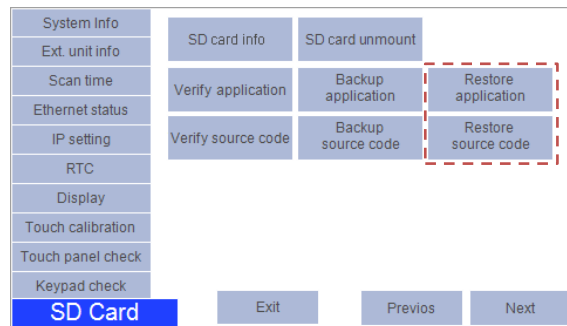 System Info
Ext. unit info
Scan time
Ethernet status
IP setting
RTC
Display
Touch calibration
Touch panel check
Keypad check
SD Card
SD card info
SD card unmount
Verify application
Backup
application
Restore
application
Verify source code
Backup
source code
Restore
source code
Exit
Previos
Next